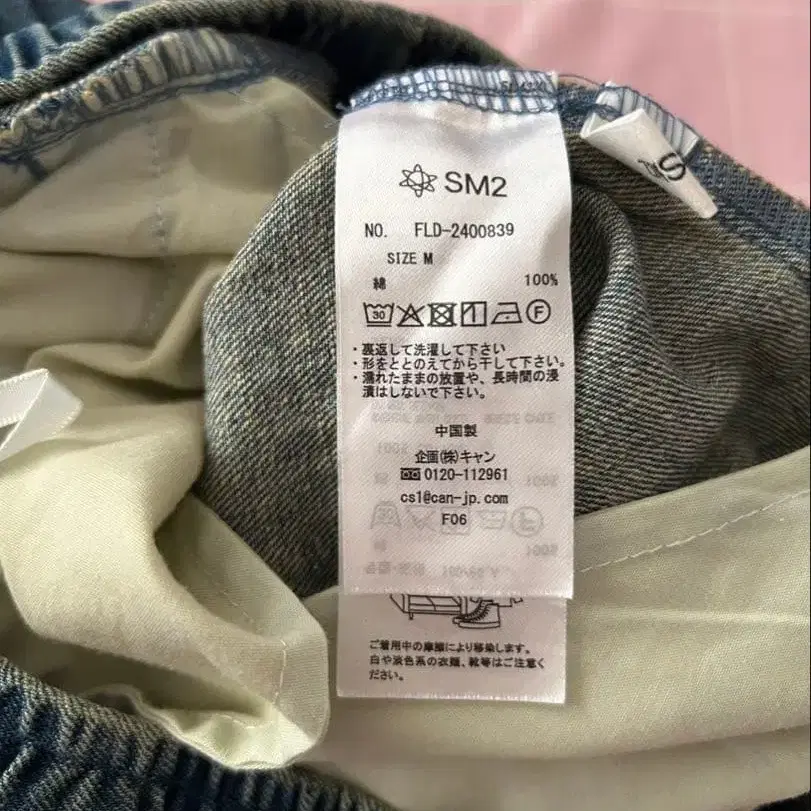 SM2
NO. FLD-2400839
SIZE M
綿 100%
30 1 F
・裏返して洗濯して下さい
・形をととのえてから干して下さい。
・濡れたままの放置や、長時間の浸
漬はしないで下さい。
中国製
企画(株)キャン
0120-112961
cs1@can-jp.com
F06
ご着用中の摩擦により移染します。
白や淡色系の衣類、靴等はご注意く
ださい。